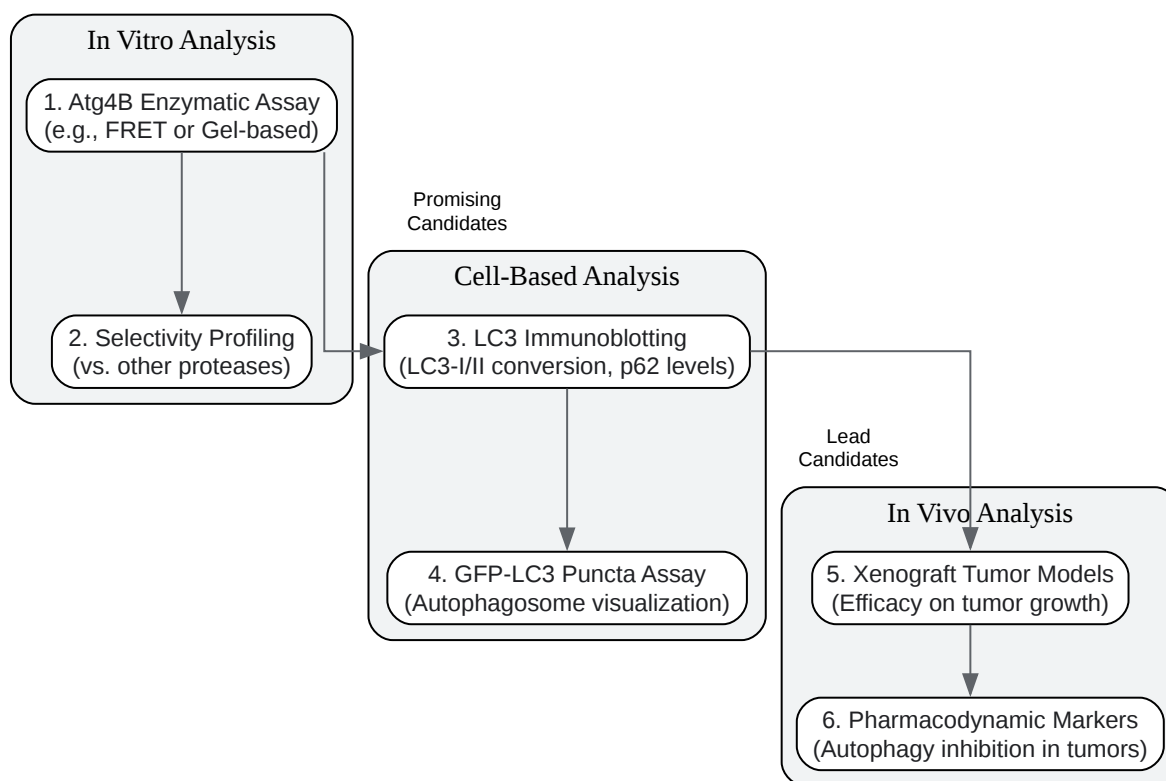 In Vitro Analysis
1. Atg4B Enzymatic Assay
(e.g., FRET or Gel-based)
2. Selectivity Profiling
(vs. other proteases)
Promising
Candidates
Cell-Based Analysis
3. LC3 Immunoblotting
(LC3-I/II conversion, p62 levels)
4. GFP-LC3 Puncta Assay
(Autophagosome visualization)
Lead
Candidates
In Vivo Analysis
5. Xenograft Tumor Models
(Efficacy on tumor growth)
6. Pharmacodynamic Markers
(Autophagy inhibition in tumors)